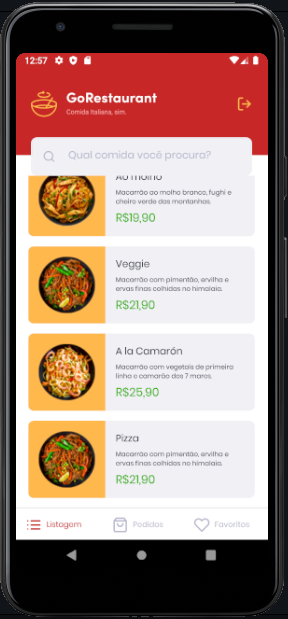 12:57
GoRestaurant
Comida Italiana, sim.
Qual comida você procura?
Ao molho
Macarrão ao molho branco, fughi e
cheiro verde das montanhas.
R$19,90
Veggie
Macarrão com pimentão, ervilha e
ervas finas colhidas no himalaia.
R$21,90
A la Camarón
Macarrão com vegetais de primeira
linha e camarão dos 7 mares.
R$25,90
Pizza
Macarrão com pimentão, ervilha e
ervas finas colhidas no himalaia.
R$21,90
Listagem
Pedidos
Favoritos